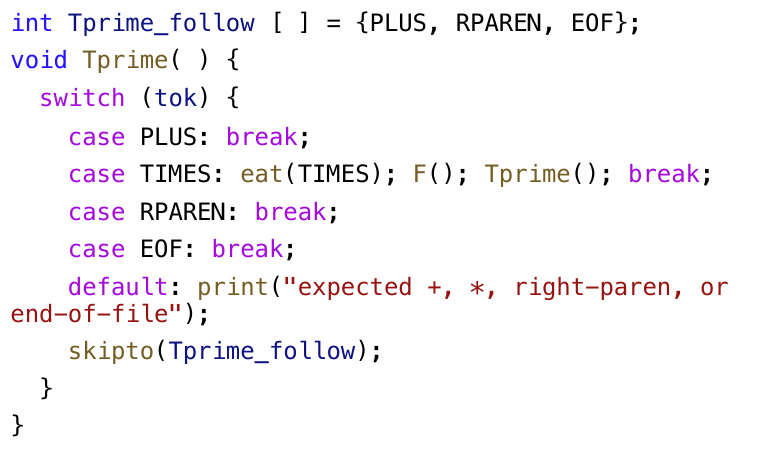 int Tprime_follow [ ] = {PLUS, RPAREN, EOF};
void Tprime( ) {
  switch (tok) {
    case PLUS: break;
    case TIMES: eat(TIMES); F(); Tprime(); break;
    case RPAREN: break;
    case EOF: break;
    default: print("expected +, *, right-paren, or
end-of-file");
    skipto(Tprime_follow);
  }
}